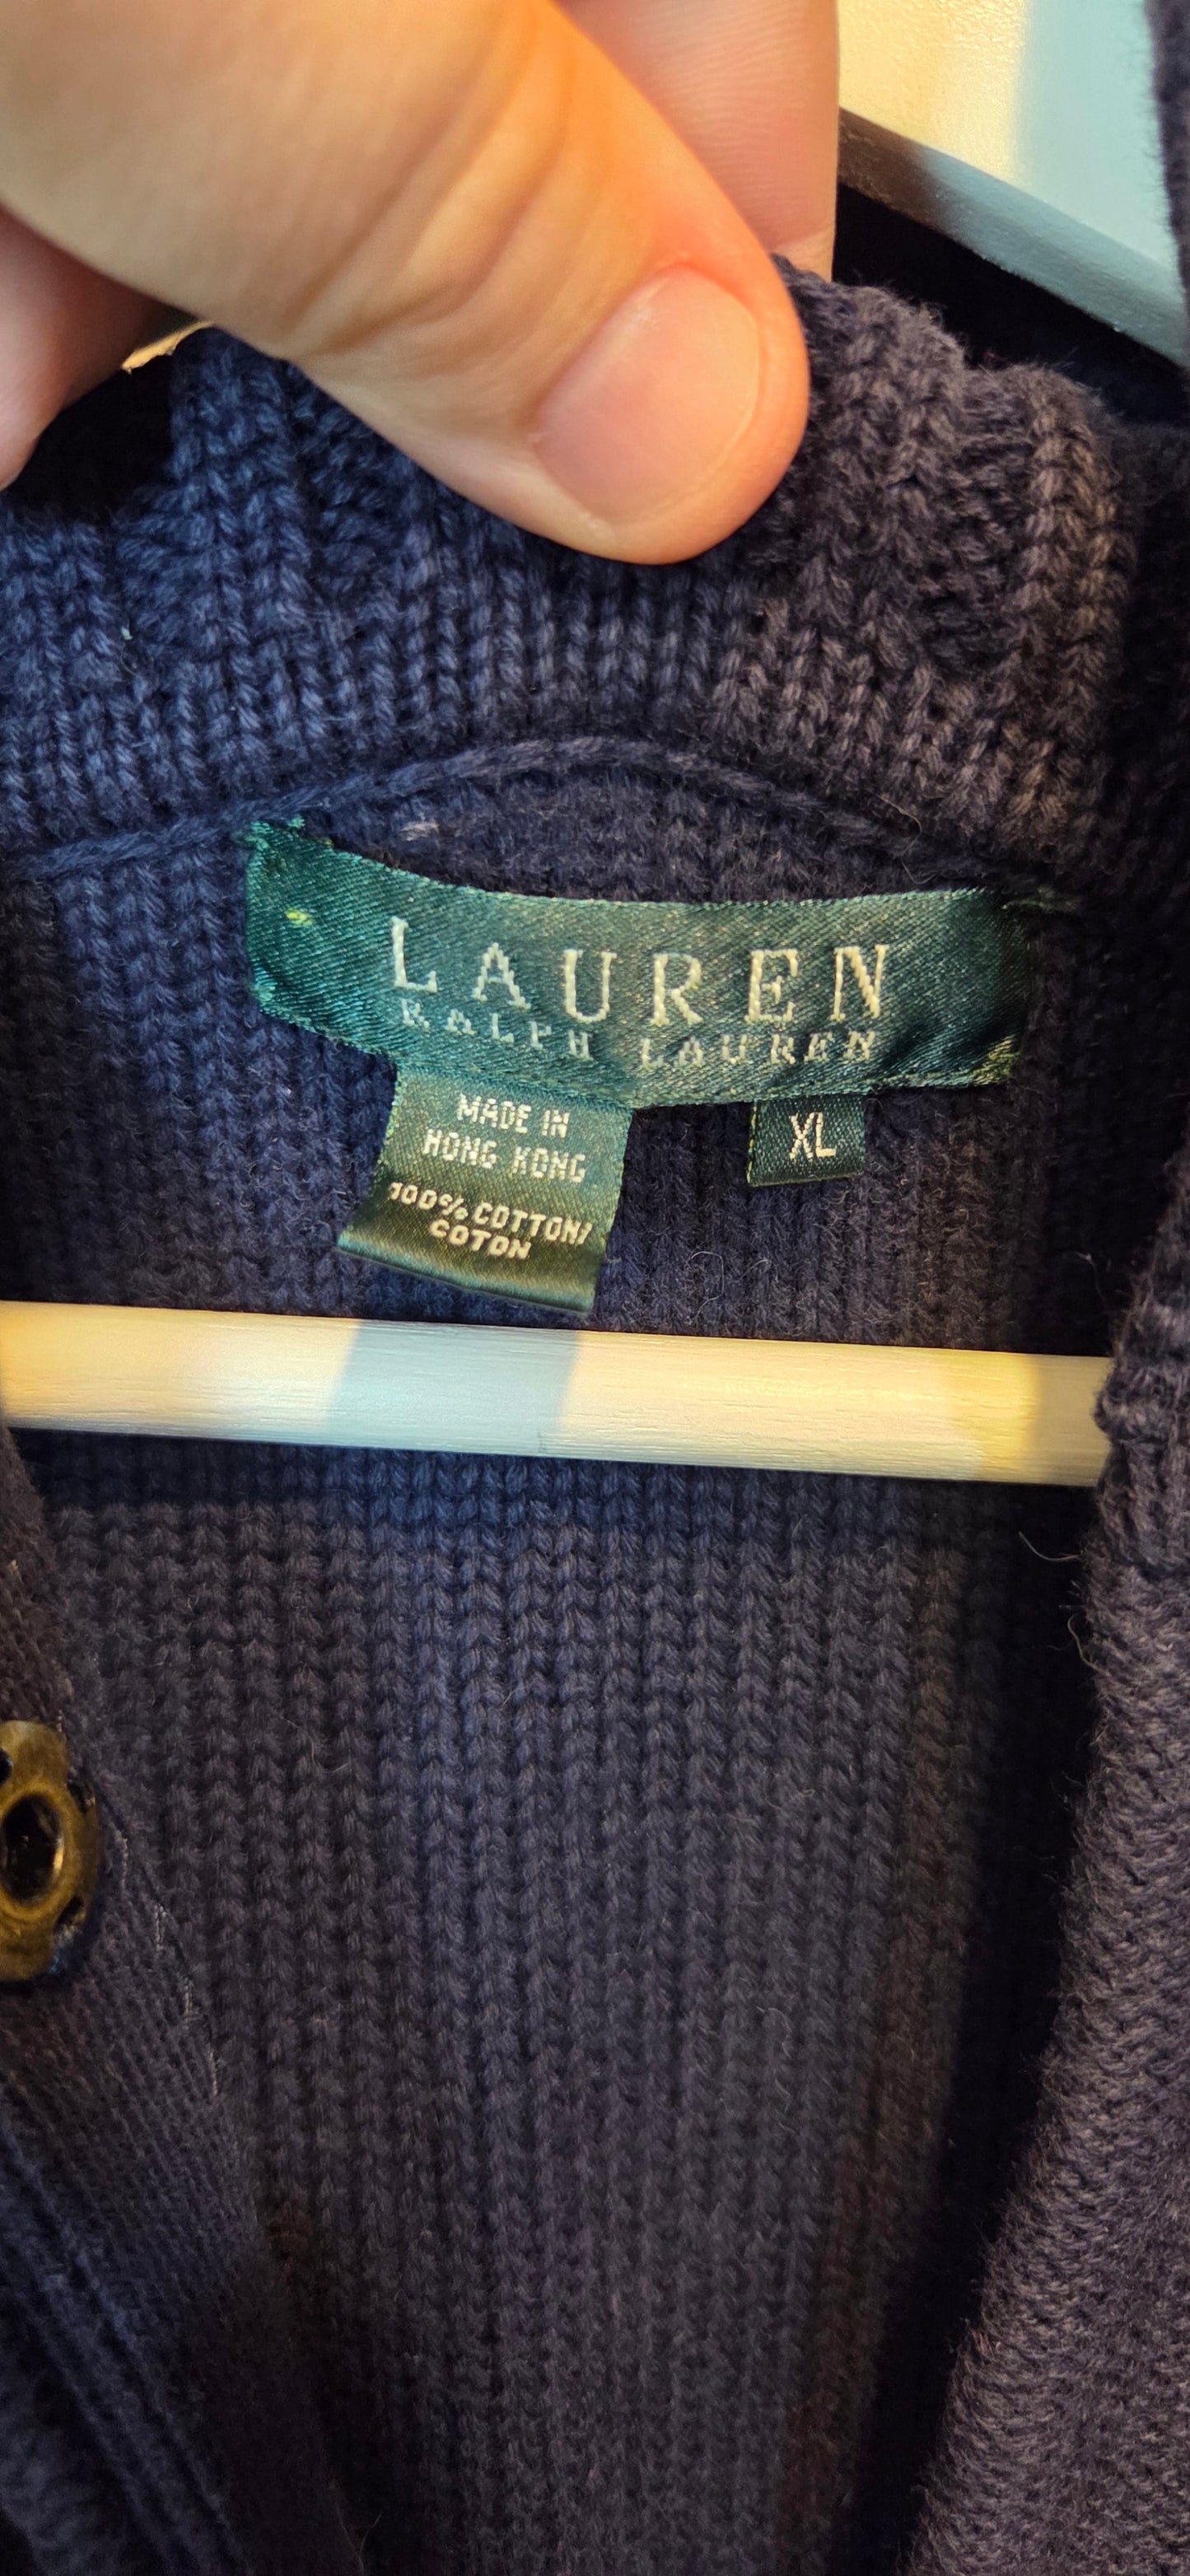 LAUREN
RALPH LAUREN
MADE IN
HONG KONG
100% COTTON/
COTON
XL